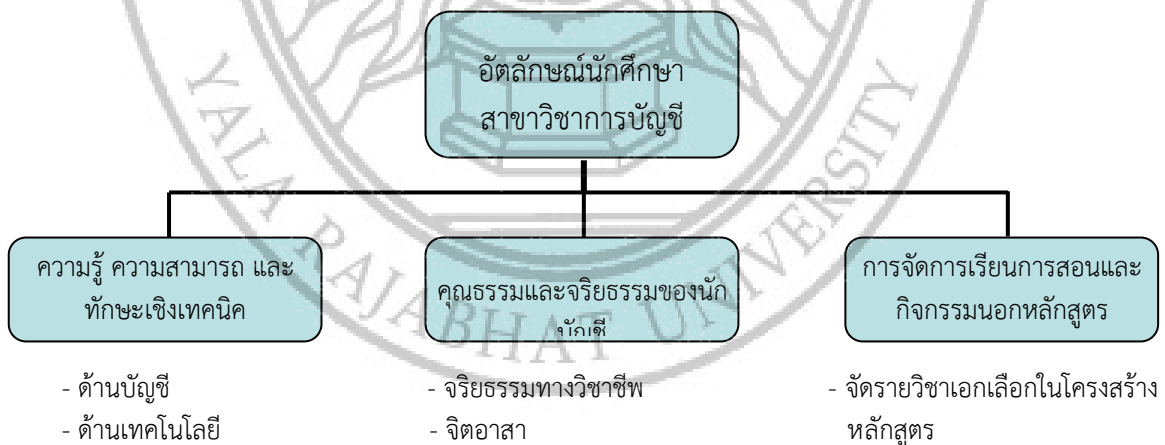 อัตลักษณ์นักศึกษา
สาขาวิชาการบัญชี
ความรู้ ความสามารถ และ
ทักษะเชิงเทคนิค
คุณธรรมและจริยธรรมของนัก
บัญชี
การจัดการเรียนการสอนและ
กิจกรรมนอกหลักสูตร
- ด้านบัญชี
- ด้านเทคโนโลยี
- จริยธรรมทางวิชาชีพ
- จิตอาสา
- จัดรายวิชาเอกเลือกในโครงสร้าง
หลักสูตร
YALA RAJABHAT UNIVERSITY